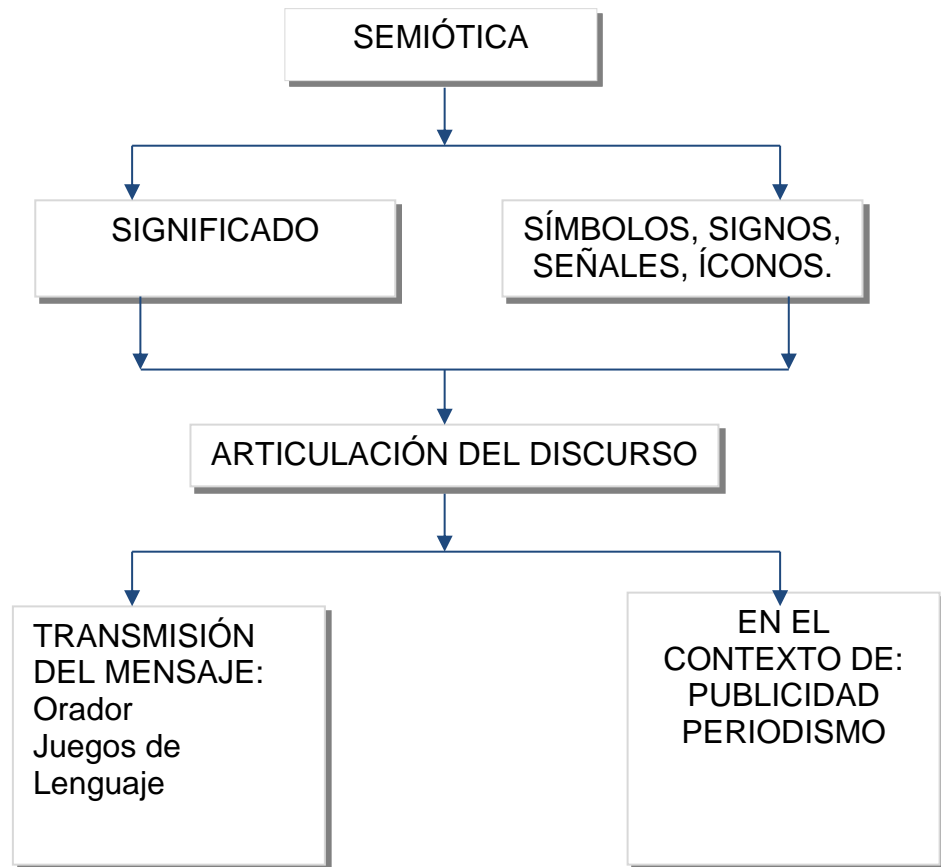 SEMIÓTICA
SIGNIFICADO
SÍMBOLOS, SIGNOS,
SEÑALES, ÍCONOS.
ARTICULACIÓN DEL DISCURSO
TRANSMISIÓN
DEL MENSAJE:
Orador
Juegos de
Lenguaje
EN EL
CONTEXTO DE:
PUBLICIDAD
PERIODISMO